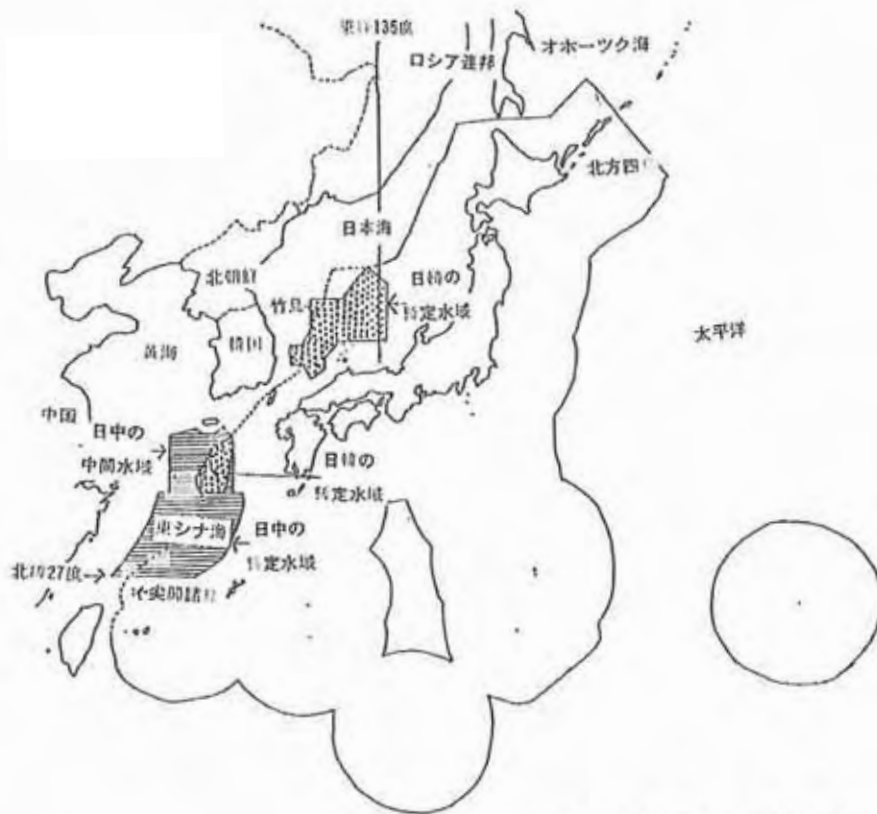 東経135度
オホーツク海
ロシア連邦
北方四
日本海
北朝鮮
日韓の
竹島
暫定水域
太平洋
黄海
韓国
中国
日中の
中間水域
日韓の
暫定水域
東シナ海
日中の
暫定水域
北緯27度
尖閣諸島